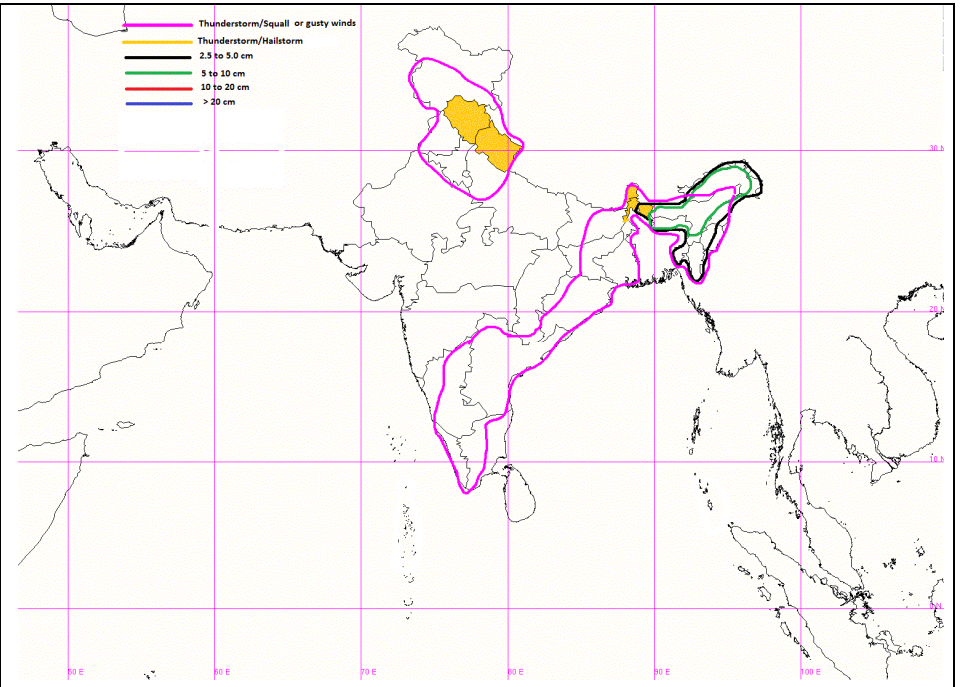 Thunderstorm/Squall or gusty winds
Thunderstorm/Hailstorm
2.5 to 5.0 cm
5 to 10 cm
10 to 20 cm
> 20 cm
30 N
20 N
10 N
50 E
60 E
70 E
80 E
90 E
100 E